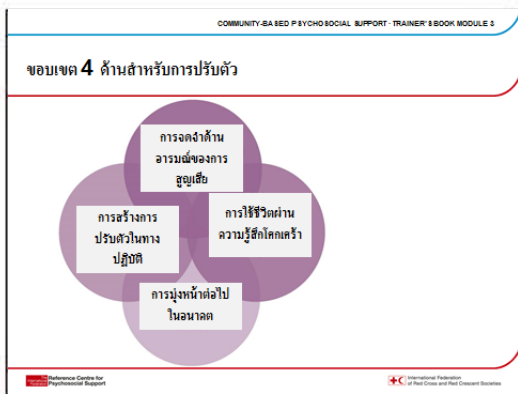 COMMUNITY-BASED PSYCHOSOCIAL SUPPORT - TRAINER'S BOOK MODULE 3
ขอบเขต 4 ด้านสำหรับการปรับตัว
การจดจำด้าน
อารมณ์ของการ
สูญเสีย
การสร้างการ
ปรับตัวในทาง
ปฏิบัติ
การใช้ชีวิตผ่าน
ความรู้สึกโศกเศร้า
การมุ่งหน้าต่อไป
ในอนาคต
Reference Centre for
Psychosocial Support
International Federation
of Red Cross and Red Crescent Societies